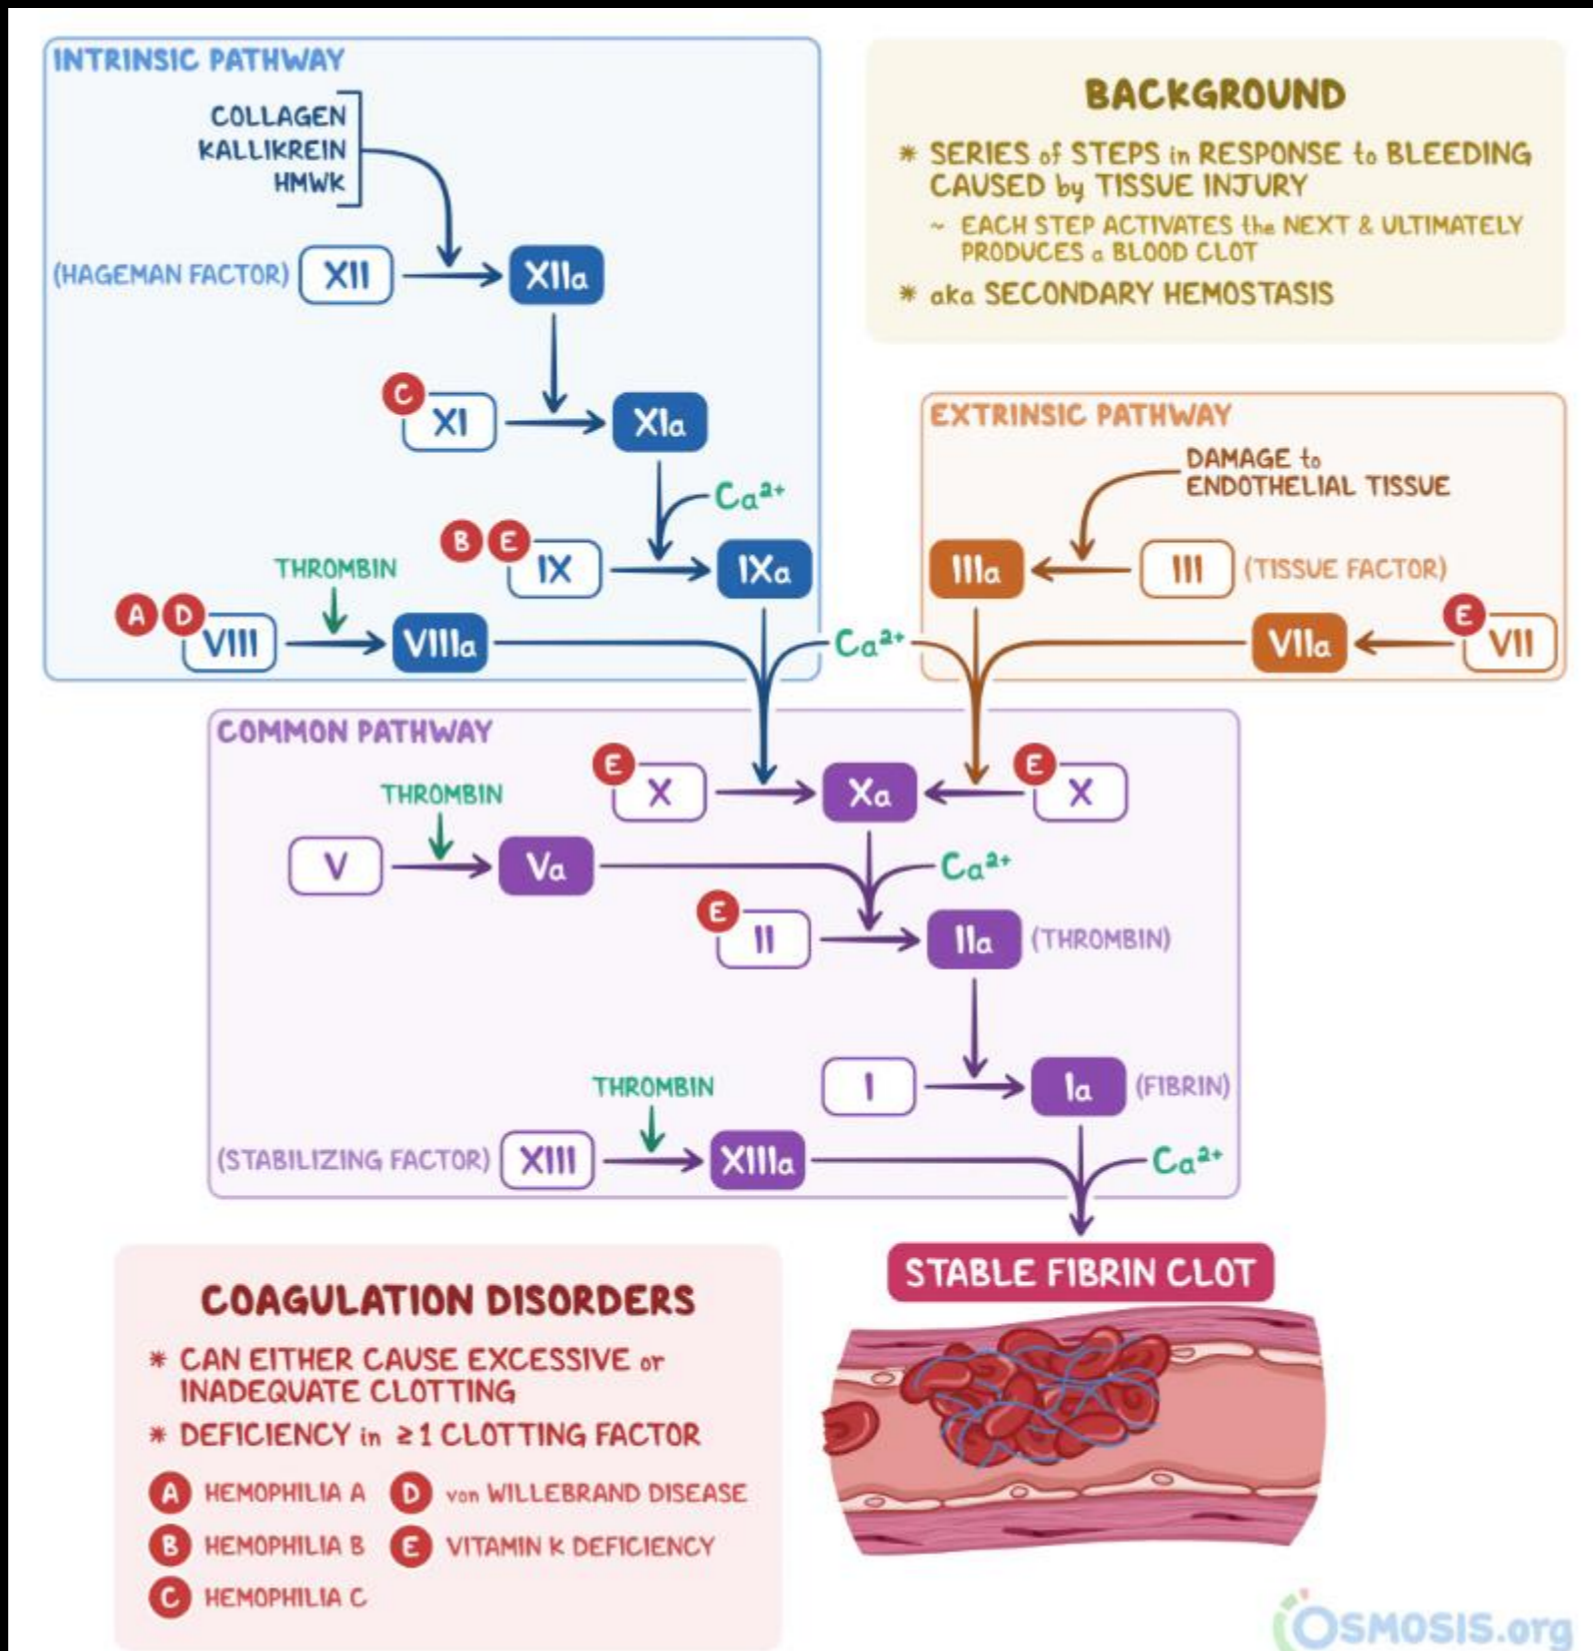 INTRINSIC PATHWAY
COLLAGEN
KALLIKREIN
HMWK
(HAGEMAN FACTOR) XII XIIa
C XI XIa
Ca²⁺
B E IX IXa
THROMBIN
A D VIII VIIIa
Ca²⁺
BACKGROUND
* SERIES of STEPS in RESPONSE to BLEEDING
CAUSED by TISSUE INJURY
~ EACH STEP ACTIVATES the NEXT & ULTIMATELY
PRODUCES a BLOOD CLOT
* aka SECONDARY HEMOSTASIS
EXTRINSIC PATHWAY
DAMAGE to
ENDOTHELIAL TISSUE
IIIa III (TISSUE FACTOR)
VIIa E VII
COMMON PATHWAY
E X Xa E X
THROMBIN
V Va Ca²⁺
E II IIa (THROMBIN)
I Ia (FIBRIN)
THROMBIN
(STABILIZING FACTOR) XIII XIIIa Ca²⁺
STABLE FIBRIN CLOT
COAGULATION DISORDERS
* CAN EITHER CAUSE EXCESSIVE or
INADEQUATE CLOTTING
* DEFICIENCY in ≥1 CLOTTING FACTOR
A HEMOPHILIA A D von WILLEBRAND DISEASE
B HEMOPHILIA B E VITAMIN K DEFICIENCY
C HEMOPHILIA C
OSMOSIS.org